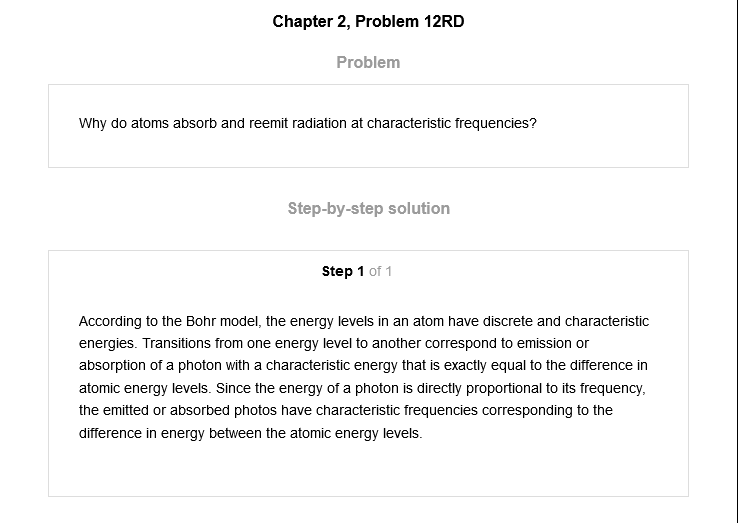 Chapter 2, Problem 12RD
Problem
Why do atoms absorb and reemit radiation at characteristic frequencies?
Step-by-step solution
Step 1 of 1
According to the Bohr model, the energy levels in an atom have discrete and characteristic
energies. Transitions from one energy level to another correspond to emission or
absorption of a photon with a characteristic energy that is exactly equal to the difference in
atomic energy levels. Since the energy of a photon is directly proportional to its frequency,
the emitted or absorbed photos have characteristic frequencies corresponding to the
difference in energy between the atomic energy levels.